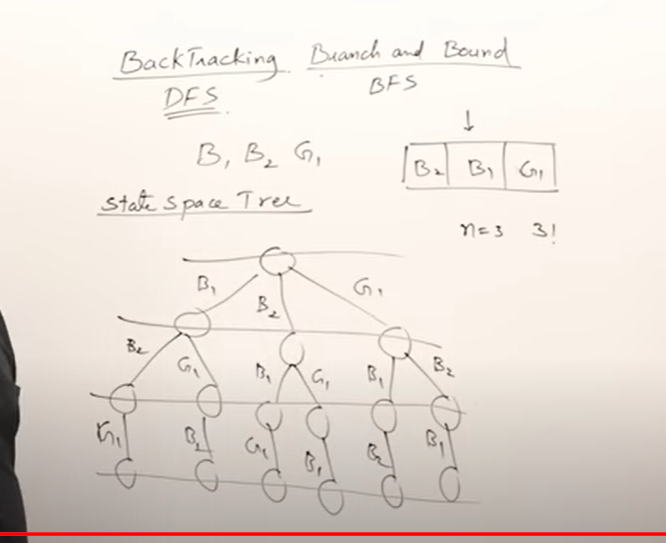 BackTracking Branch and Bound
DFS BFS
↓
B₁ B₂ G₁
B₂ B₁ G₁
State Space Tree
n=3 3!
B₁ B₂ G₁
B₂ G₁ B₁ G₁ B₁ B₂
G₁ B₂ G₁ B₁ B₂ B₁